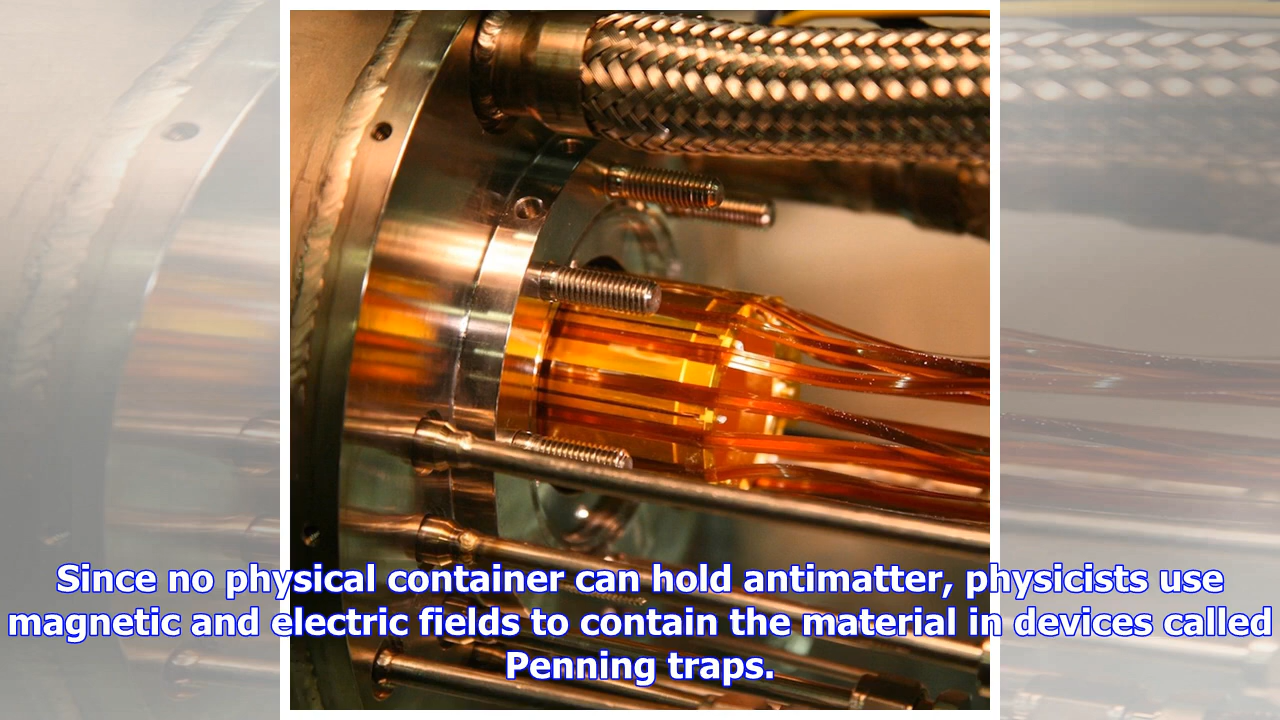 Since no physical container can hold antimatter, physicists use
magnetic and electric fields to contain the material in devices called
Penning traps.